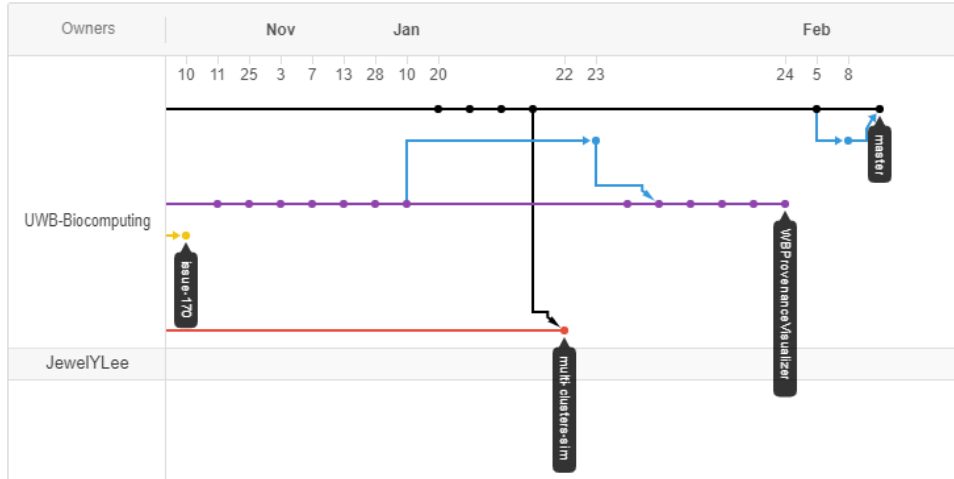 Owners Nov Jan Feb
10 11 25 3 7 13 28 10 20 22 23 24 5 8
master
UWB-Biocomputing
issue-170
WBProvenanceVisualizer
JewelYLee
multi-clusters-sim